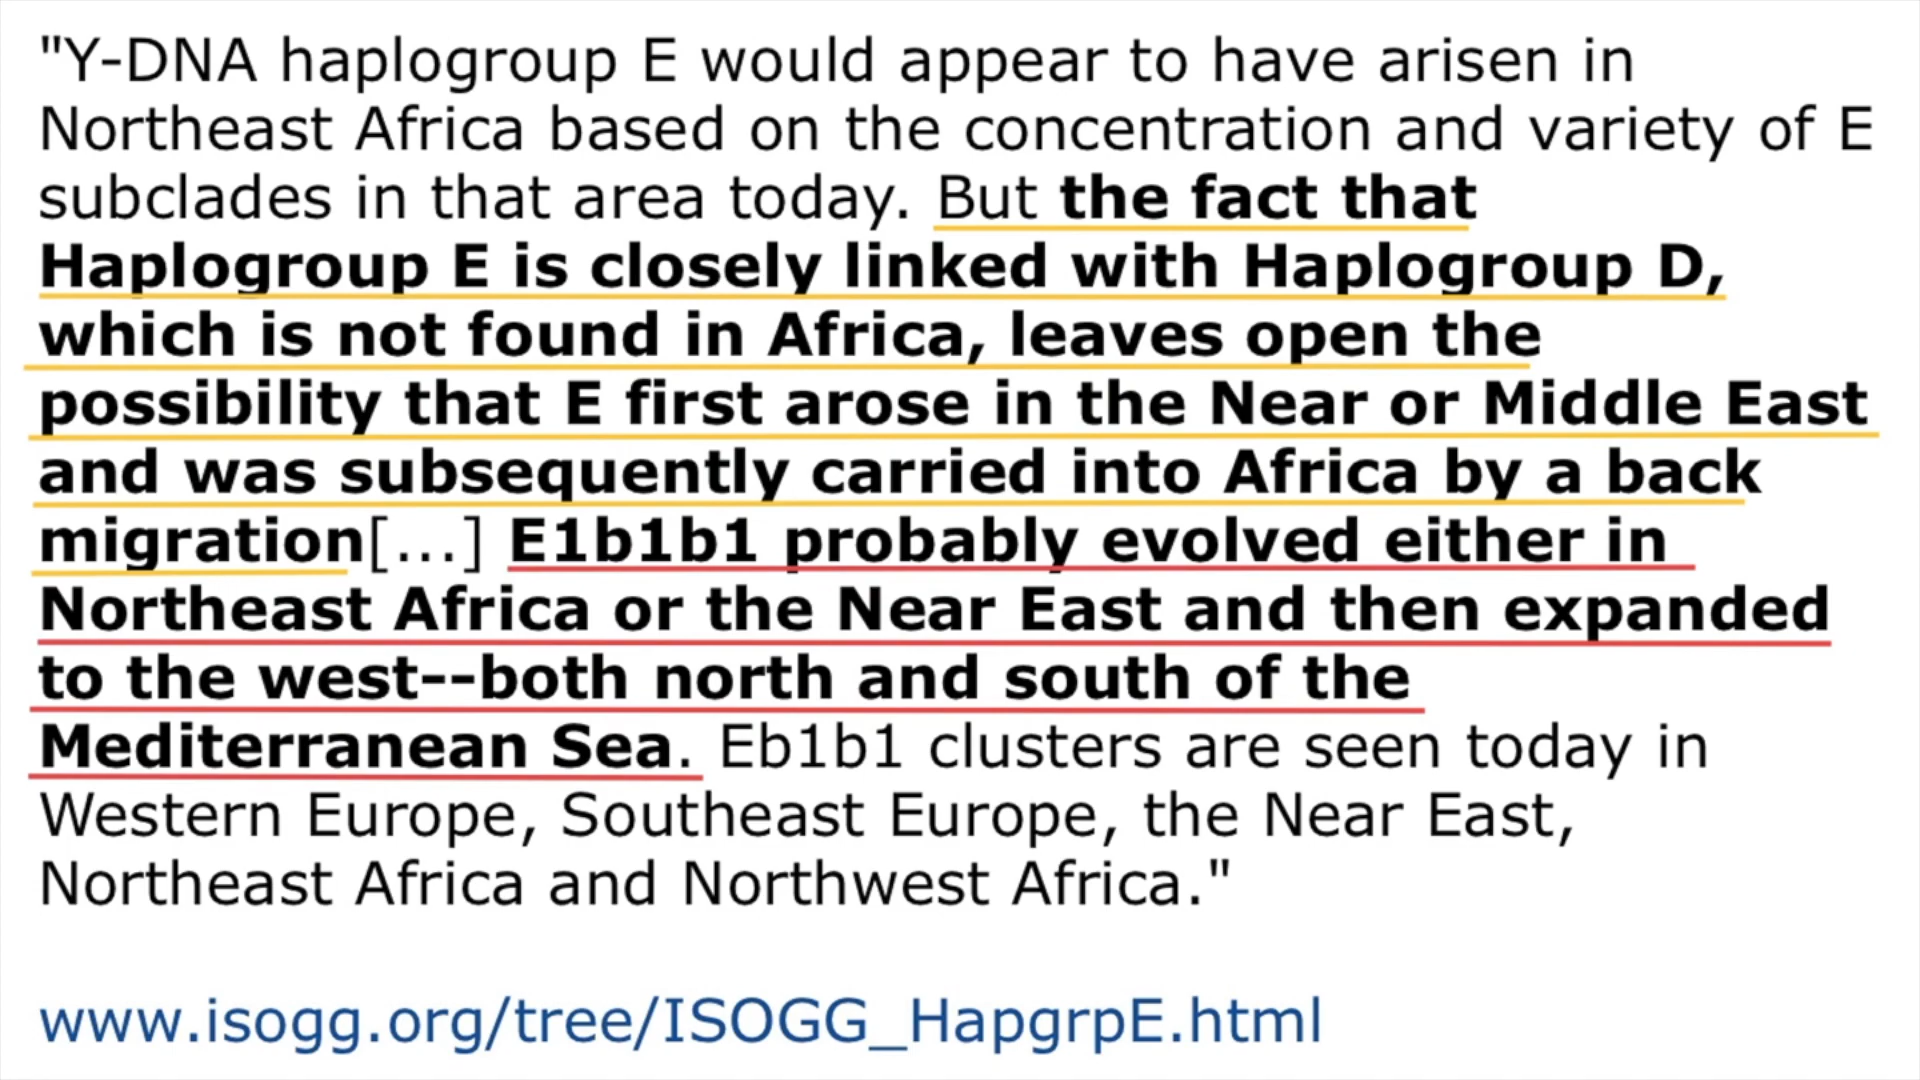 "Y-DNA haplogroup E would appear to have arisen in
Northeast Africa based on the concentration and variety of E
subclades in that area today. But the fact that
Haplogroup E is closely linked with Haplogroup D,
which is not found in Africa, leaves open the
possibility that E first arose in the Near or Middle East
and was subsequently carried into Africa by a back
migration[...] E1b1b1 probably evolved either in
Northeast Africa or the Near East and then expanded
to the west--both north and south of the
Mediterranean Sea. Eb1b1 clusters are seen today in
Western Europe, Southeast Europe, the Near East,
Northeast Africa and Northwest Africa."
www.isogg.org/tree/ISOGG_HapgrpE.html